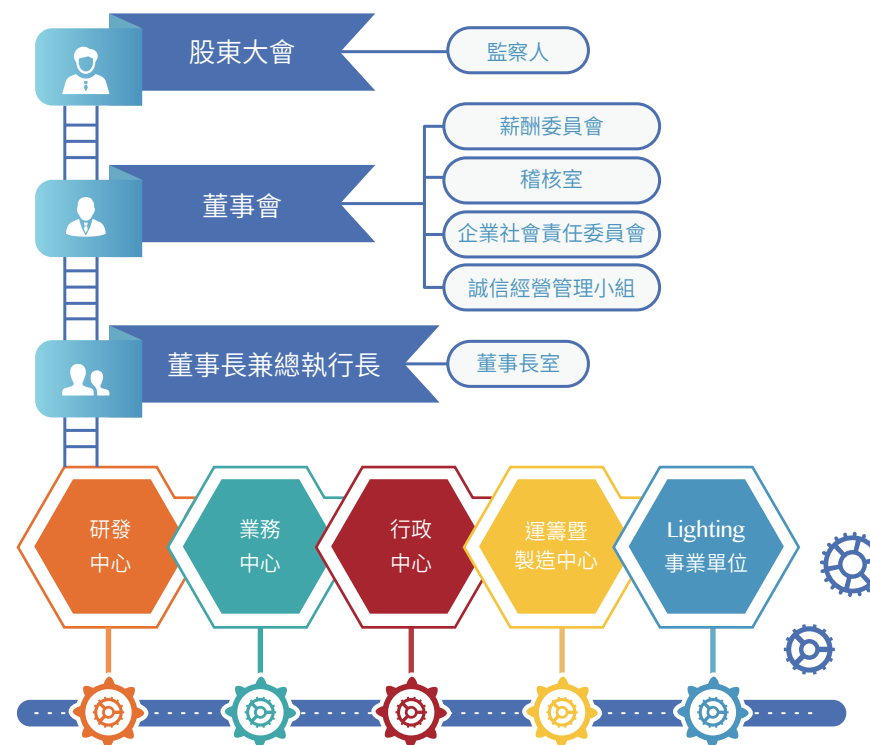 股東大會
監察人
薪酬委員會
董事會
稽核室
企業社會責任委員會
誠信經營管理小組
董事長兼總執行長
董事長室
研發
中心
業務
中心
行政
中心
運籌暨
製造中心
Lighting
事業單位